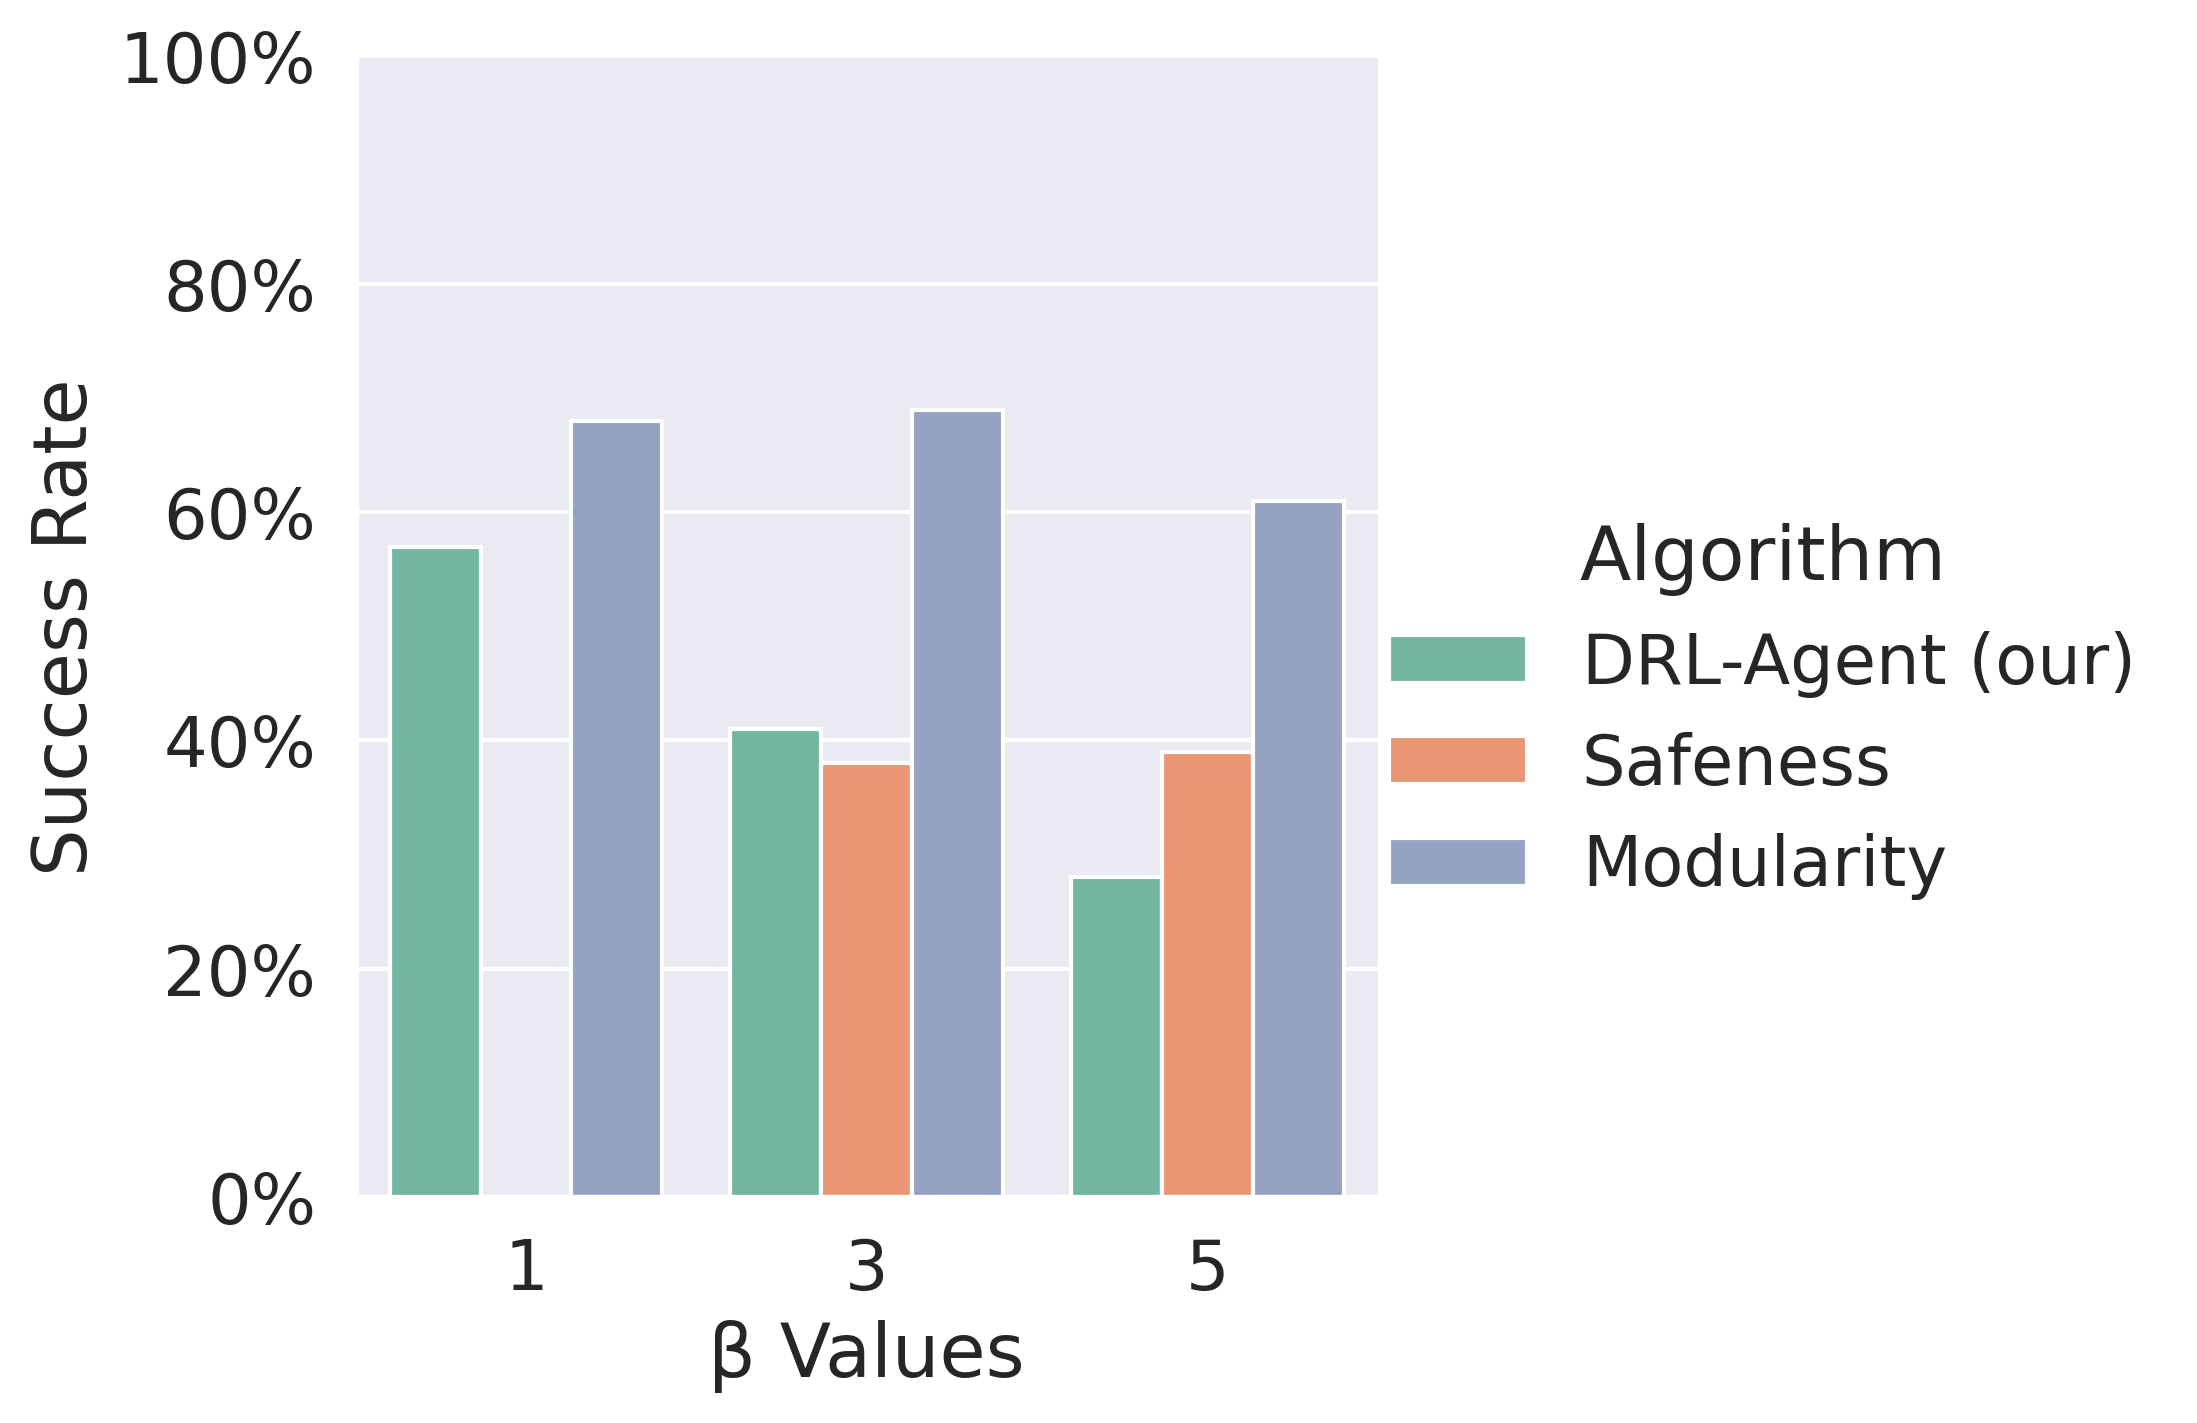 100%
80%
60%
40%
20%
0%
Success Rate
1 3 5
β Values
Algorithm
DRL-Agent (our)
Safeness
Modularity